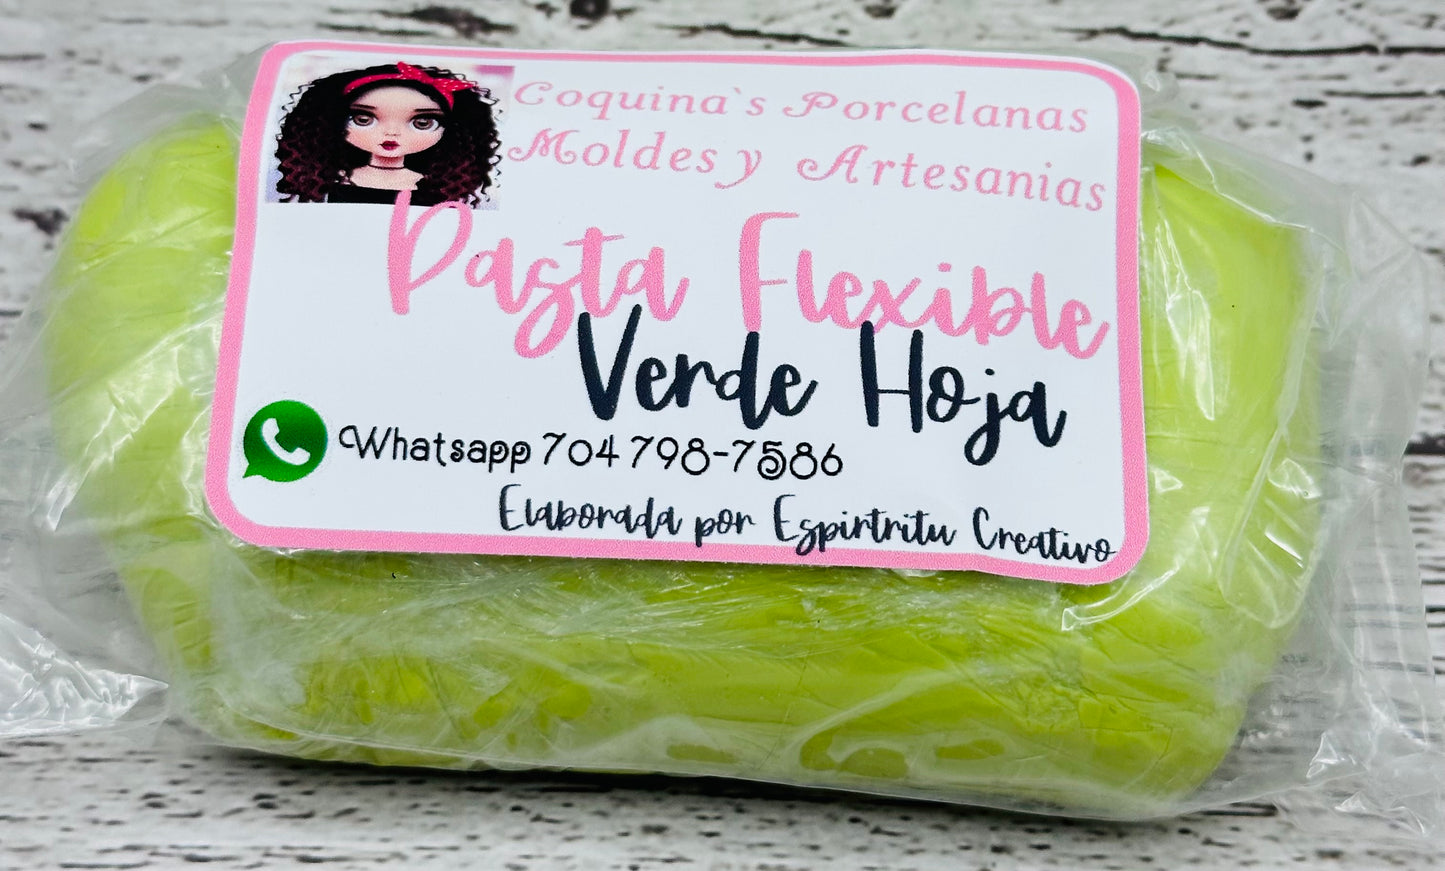 Coquina`s Porcelanas
Moldes y Artesanias
Pasta Flexible
Verde Hoja
Whatsapp 704 798-7586
Elaborada por Espirtritu Creativo